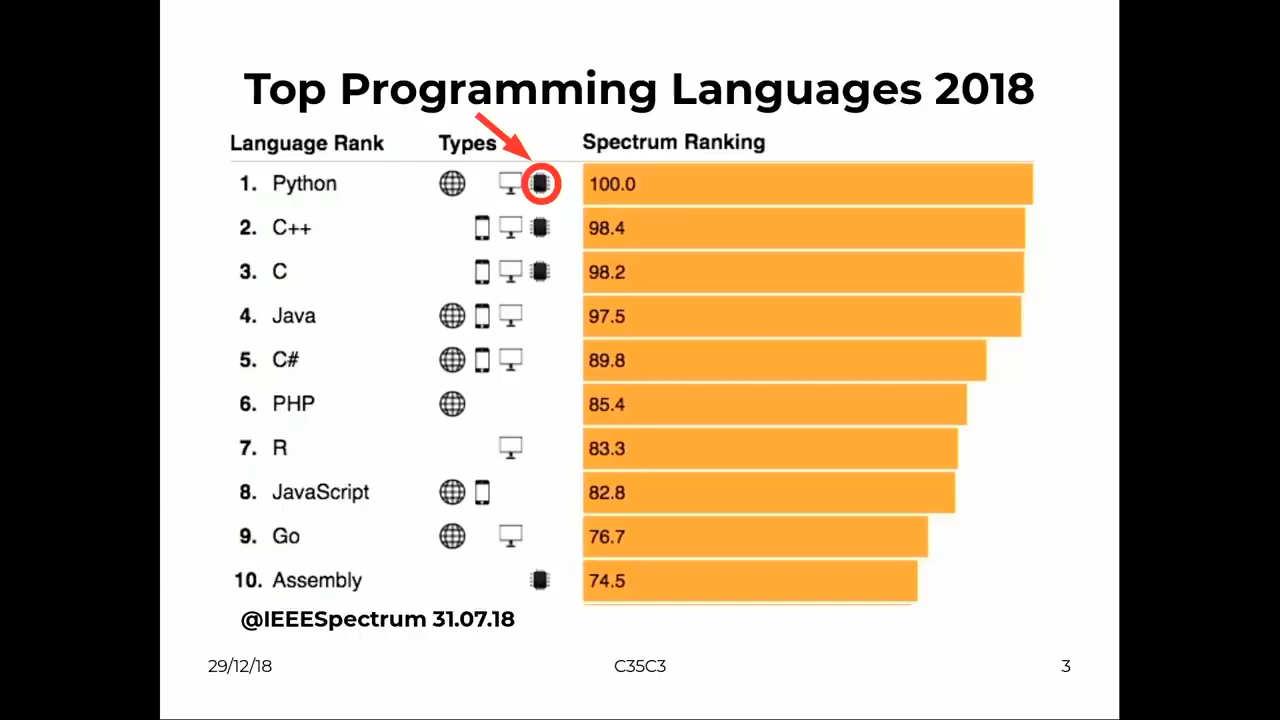 Top Programming Languages 2018
Language Rank Types Spectrum Ranking
1. Python 100.0
2. C++ 98.4
3. C 98.2
4. Java 97.5
5. C# 89.8
6. PHP 85.4
7. R 83.3
8. JavaScript 82.8
9. Go 76.7
10. Assembly 74.5
@IEEESpectrum 31.07.18
29/12/18 C35C3 3